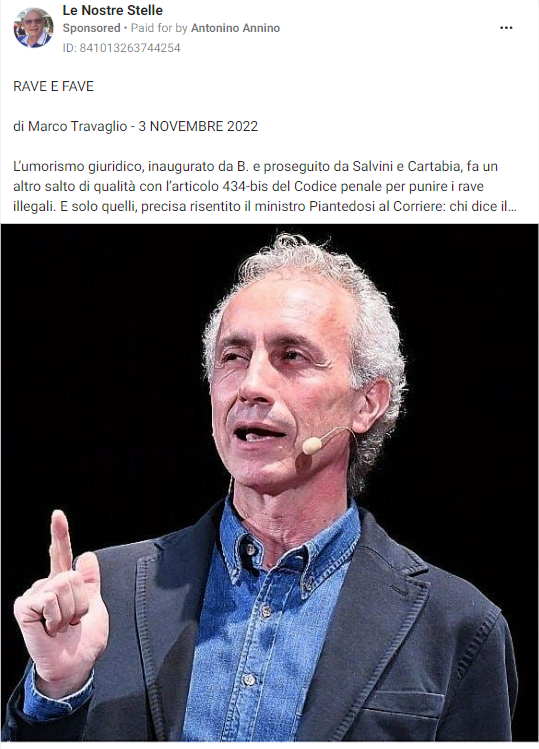 Le Nostre Stelle
Sponsored • Paid for by Antonino Annino
ID: 841013263744254
RAVE E FAVE
di Marco Travaglio - 3 NOVEMBRE 2022
L'umorismo giuridico, inaugurato da B. e proseguito da Salvini e Cartabia, fa un
altro salto di qualità con l'articolo 434-bis del Codice penale per punire i rave
illegali. E solo quelli, precisa risentito il ministro Piantedosi al Corriere: chi dice il...